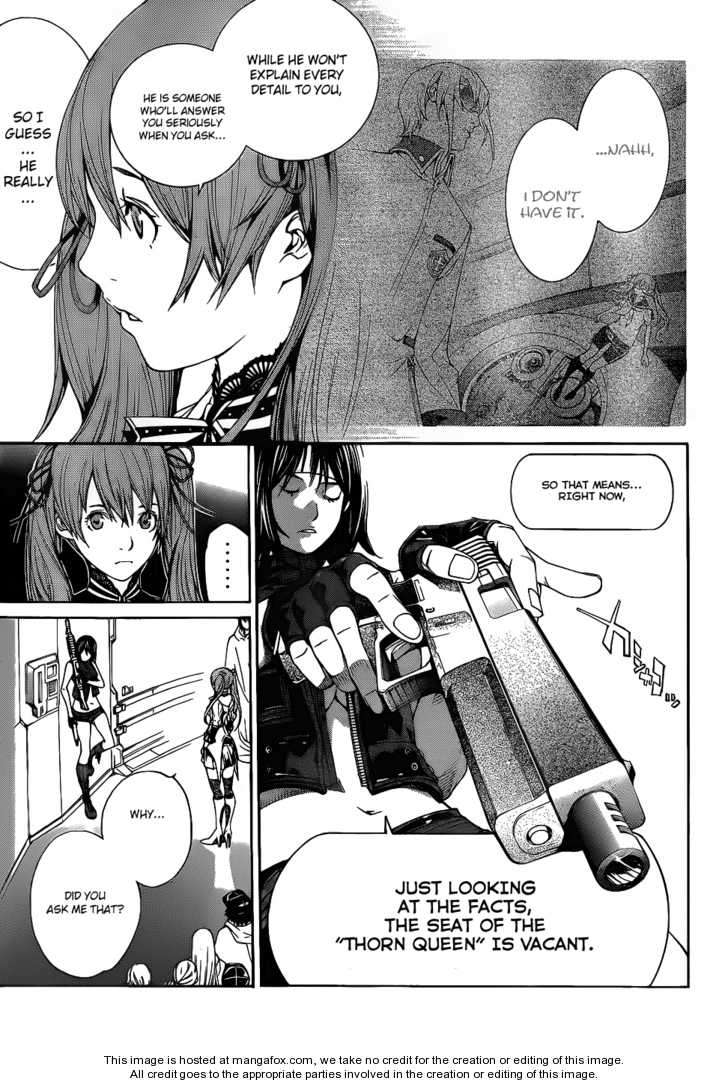 ...NAHH,
I DON'T
HAVE IT.
WHILE HE WON'T
EXPLAIN EVERY
DETAIL TO YOU,
HE IS SOMEONE
WHO'LL ANSWER
YOU SERIOUSLY
WHEN YOU ASK...
SO I
GUESS
...
HE
REALLY
...
SO THAT MEANS...
RIGHT NOW,
ガシャッ
JUST LOOKING
AT THE FACTS,
THE SEAT OF THE
"THORN QUEEN" IS VACANT.
......
WHY...
DID YOU
ASK ME THAT?
This image is hosted at mangafox.com, we take no credit for the creation or editing of this image.
All credit goes to the appropriate parties involved in the creation or editing of this image.